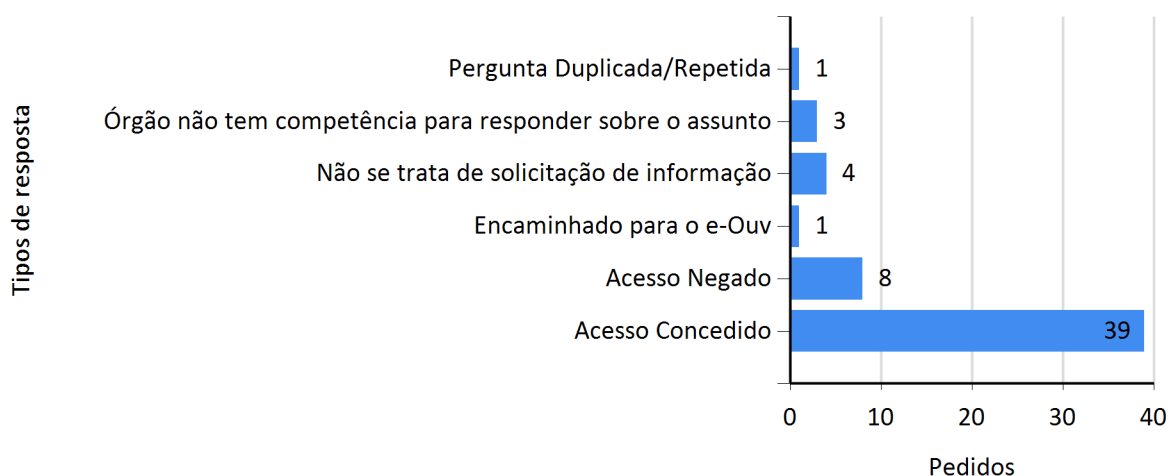 Tipos de resposta
Pergunta Duplicada/Repetida 1
Órgão não tem competência para responder sobre o assunto 3
Não se trata de solicitação de informação 4
Encaminhado para o e-Ouv 1
Acesso Negado 8
Acesso Concedido 39
0 10 20 30 40
Pedidos